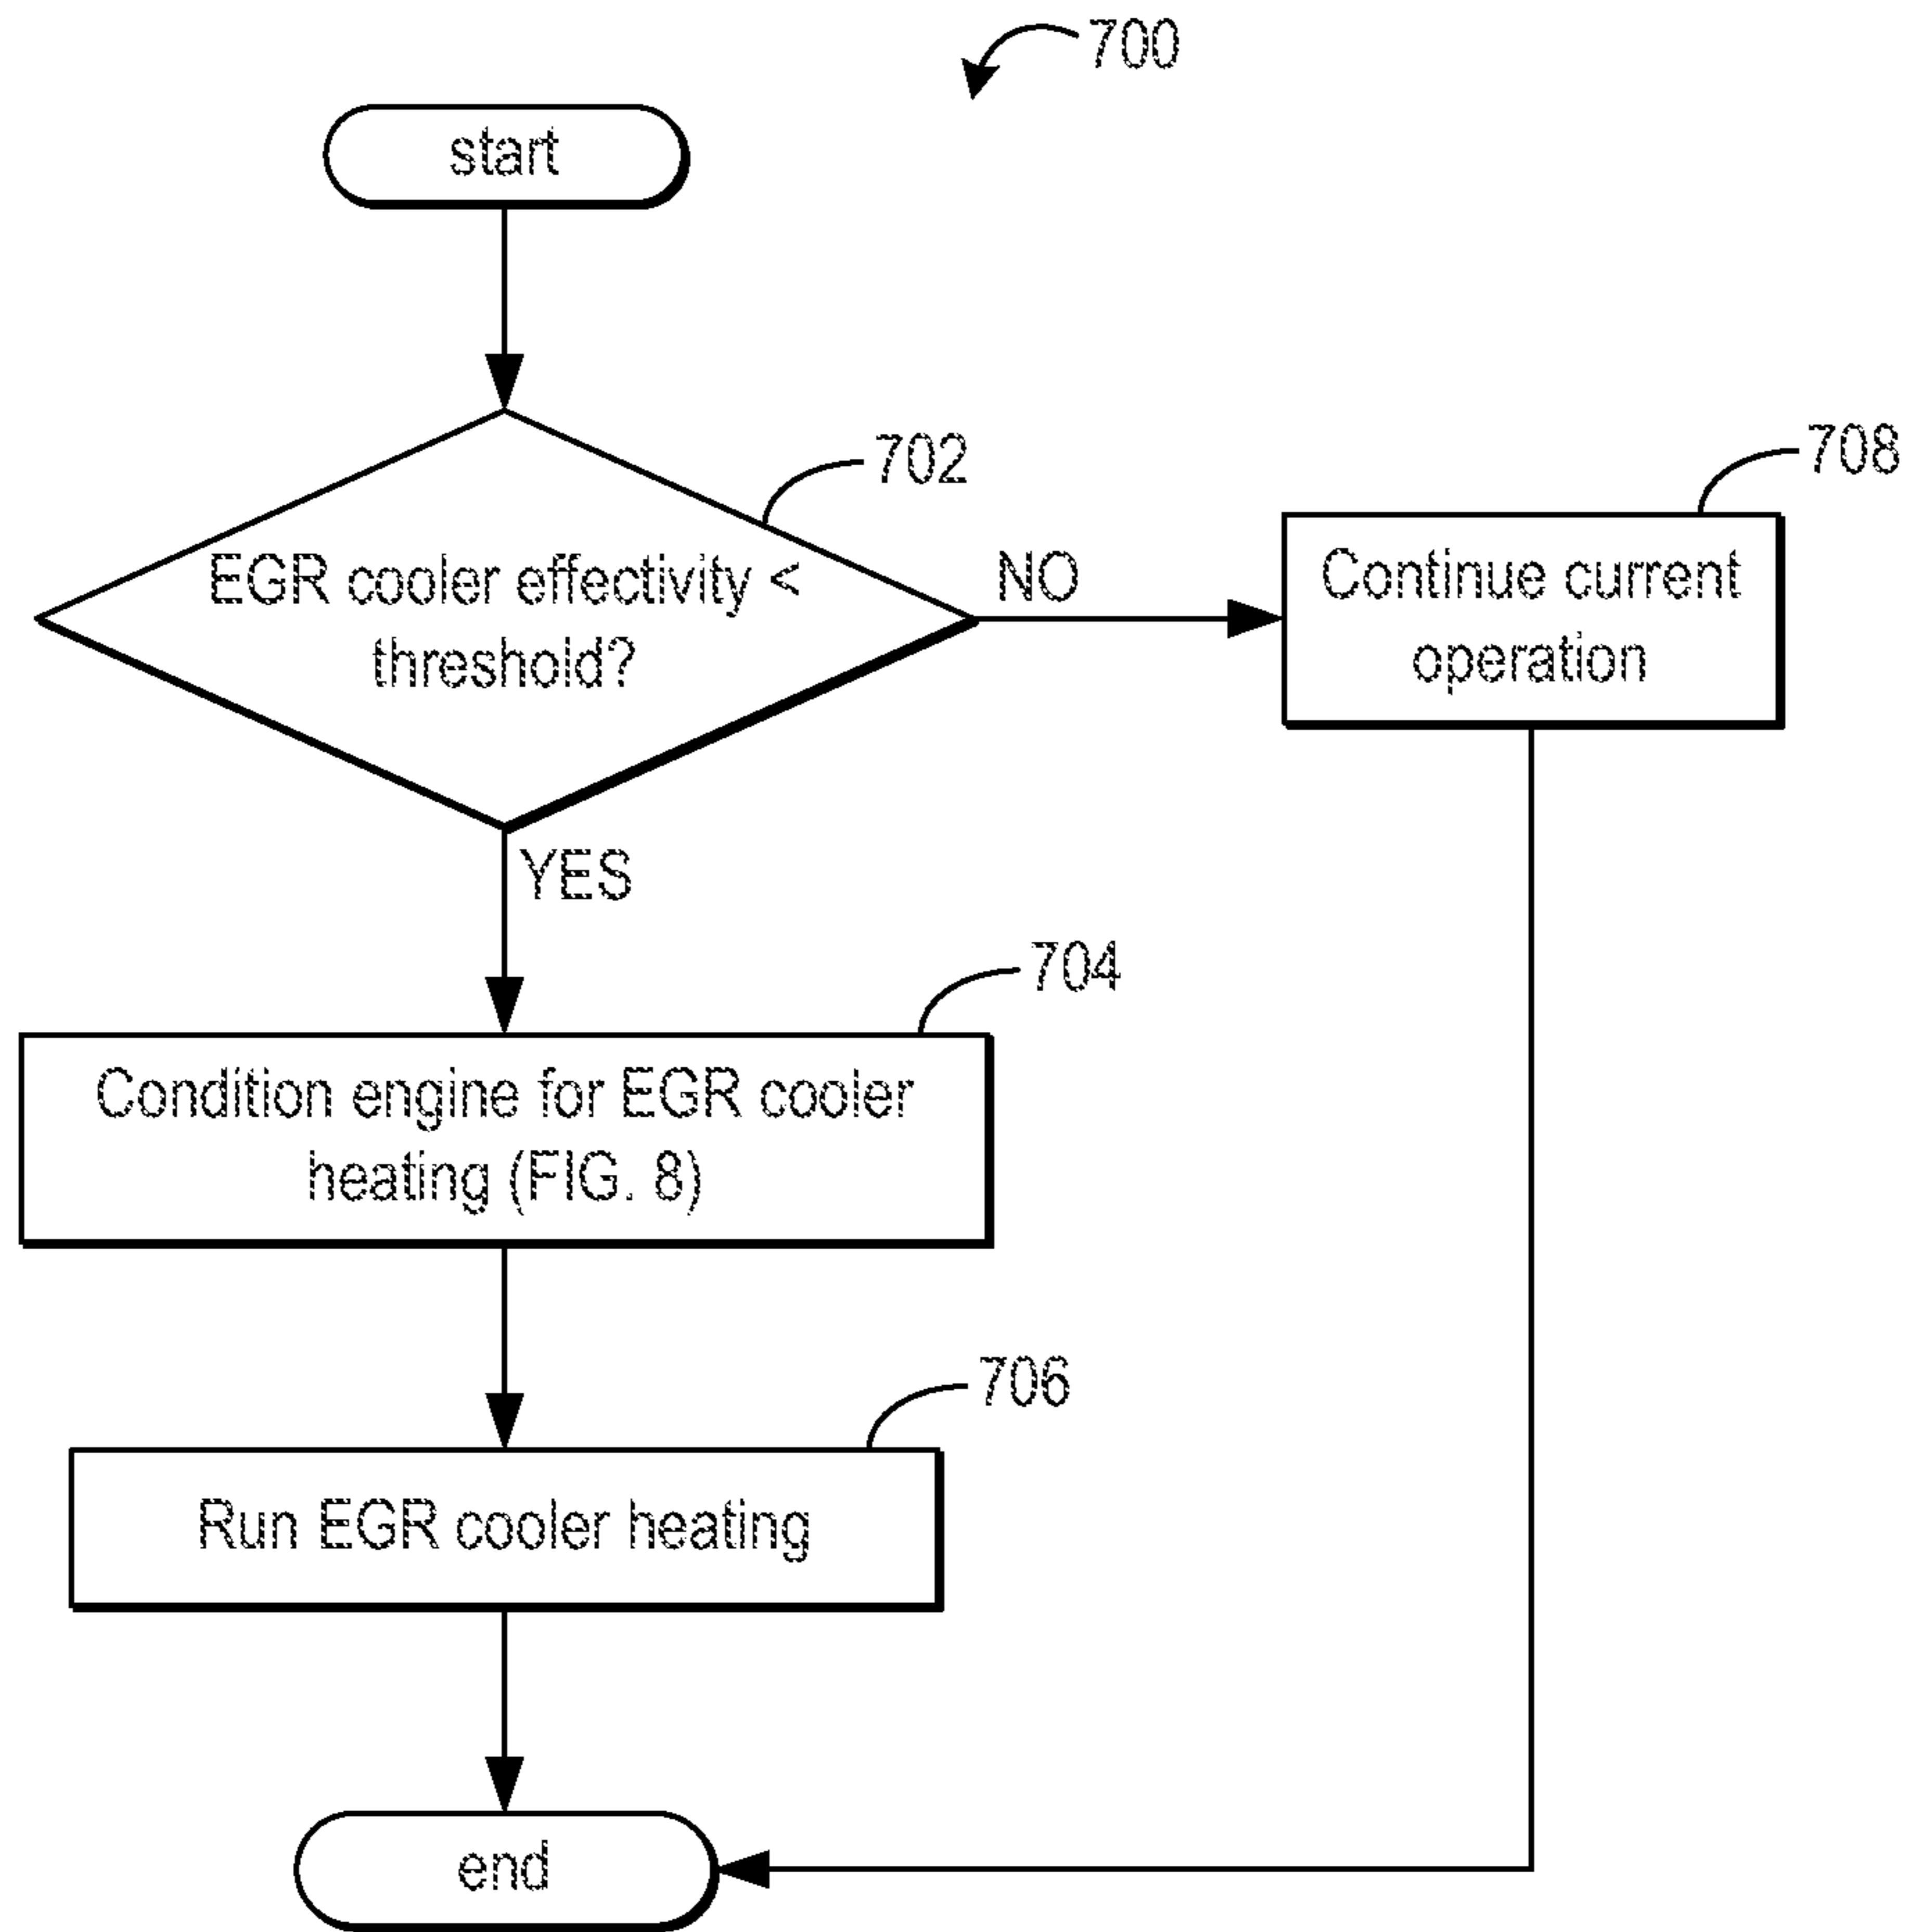 700
start
702
EGR cooler effectivity <
threshold?
NO
708
Continue current
operation
YES
704
Condition engine for EGR cooler
heating (FIG. 8)
706
Run EGR cooler heating
end